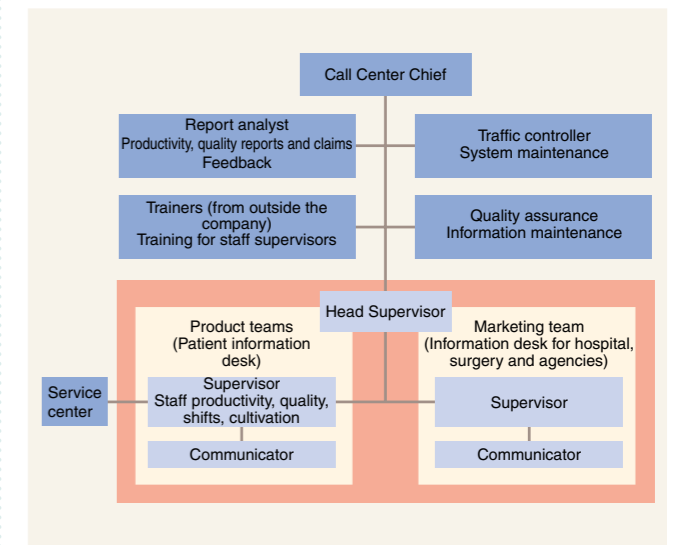 Call Center Chief
Report analyst
Productivity, quality reports and claims
Feedback
Traffic controller
System maintenance
Trainers (from outside the
company)
Training for staff supervisors
Quality assurance
Information maintenance
Head Supervisor
Product teams
(Patient information
desk)
Marketing team
(Information desk for hospital,
surgery and agencies)
Service
center
Supervisor
Staff productivity, quality,
shifts, cultivation
Supervisor
Communicator
Communicator